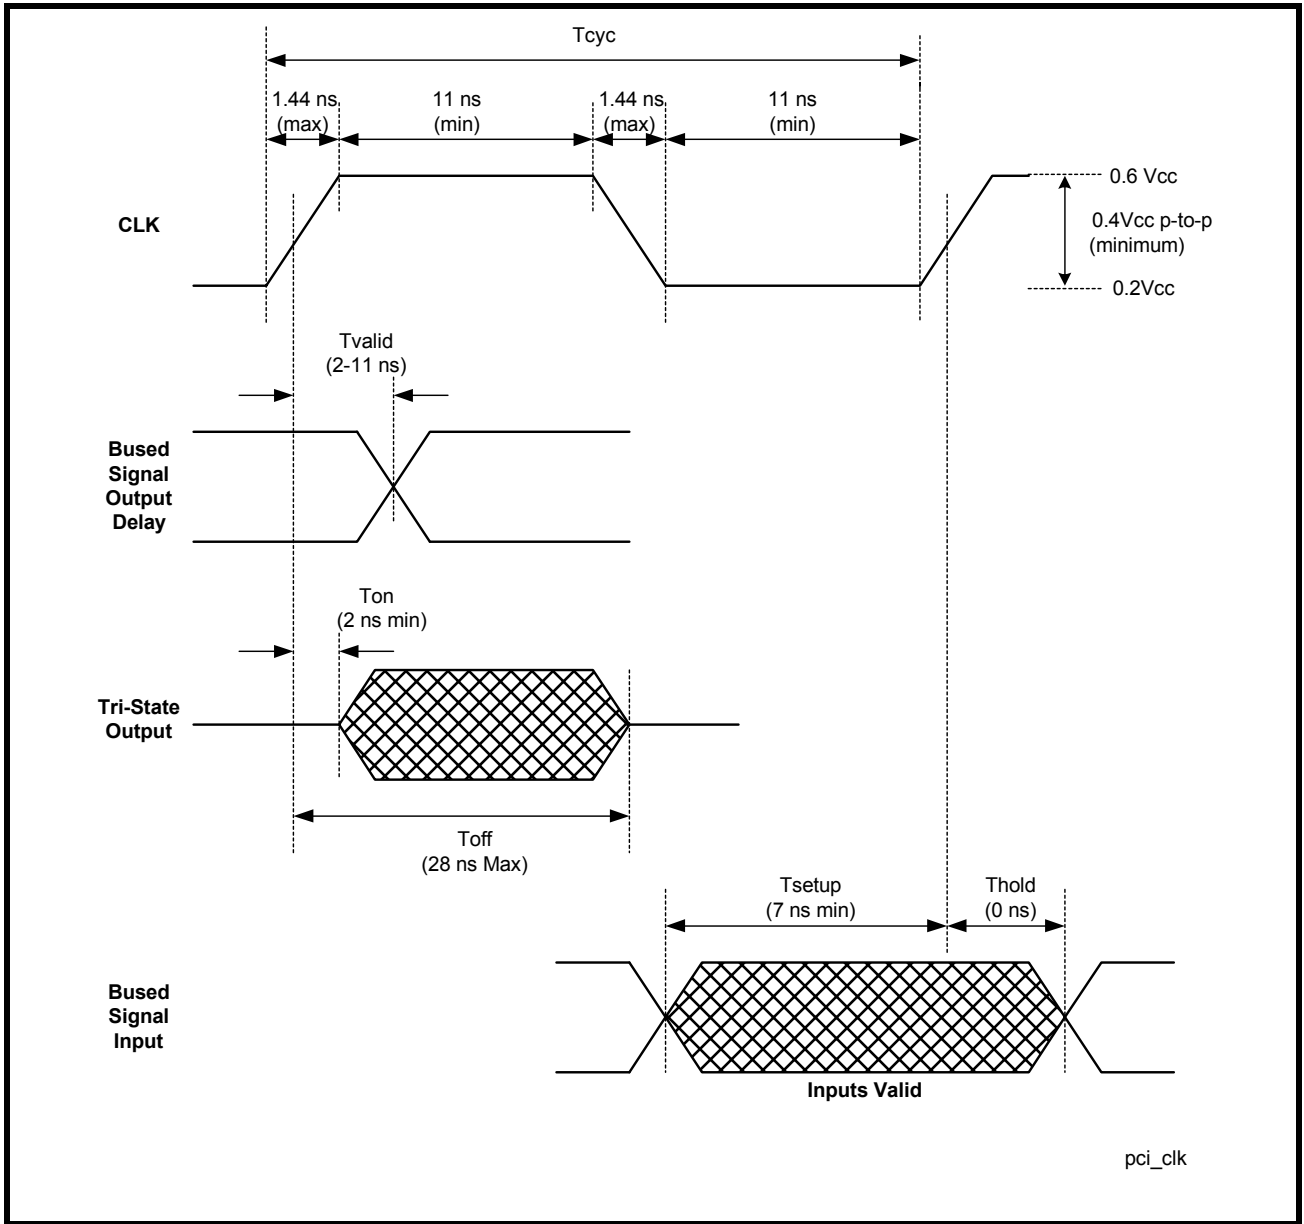 Tcyc
1.44 ns
(max)
11 ns
(min)
1.44 ns
(max)
11 ns
(min)
CLK
0.6 Vcc
0.4Vcc p-to-p
(minimum)
0.2Vcc
Tvalid
(2-11 ns)
Bused
Signal
Output
Delay
Ton
(2 ns min)
Tri-State
Output
Toff
(28 ns Max)
Tsetup
(7 ns min)
Thold
(0 ns)
Bused
Signal
Input
Inputs Valid
pci_clk